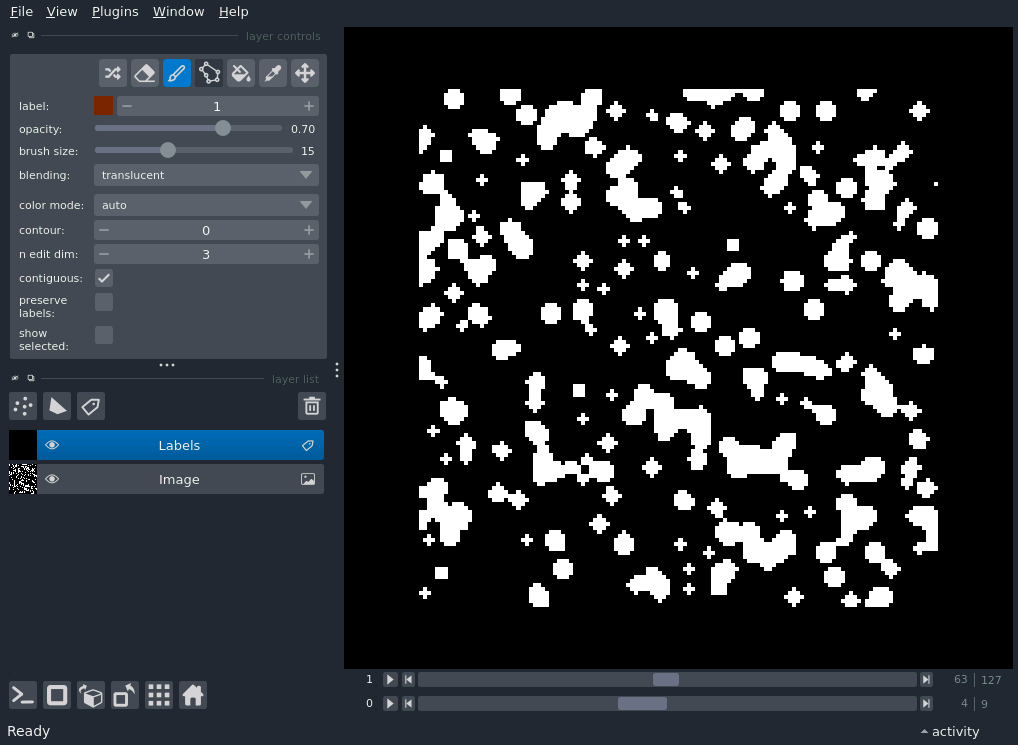 File View Plugins Window Help
layer controls
label: 1
opacity: 0.70
brush size: 15
blending: translucent
color mode: auto
contour: 0
n edit dim: 3
contiguous:
preserve
labels:
show
selected:
layer list
Labels
Image
1 63 127
0 4 9
Ready activity